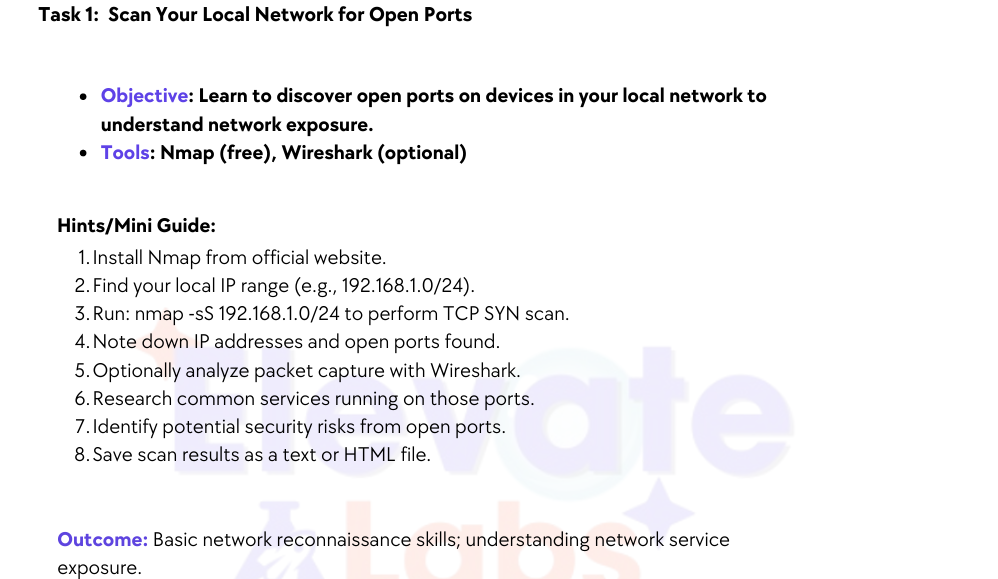 Task 1:  Scan Your Local Network for Open Ports
Objective: Learn to discover open ports on devices in your local network to
understand network exposure.
Tools: Nmap (free), Wireshark (optional)
Hints/Mini Guide:
1. Install Nmap from official website.
2. Find your local IP range (e.g., 192.168.1.0/24).
3. Run: nmap -sS 192.168.1.0/24 to perform TCP SYN scan.
4. Note down IP addresses and open ports found.
5. Optionally analyze packet capture with Wireshark.
6. Research common services running on those ports.
7. Identify potential security risks from open ports.
8. Save scan results as a text or HTML file.
Elevate
Labs
Outcome: Basic network reconnaissance skills; understanding network service
exposure.